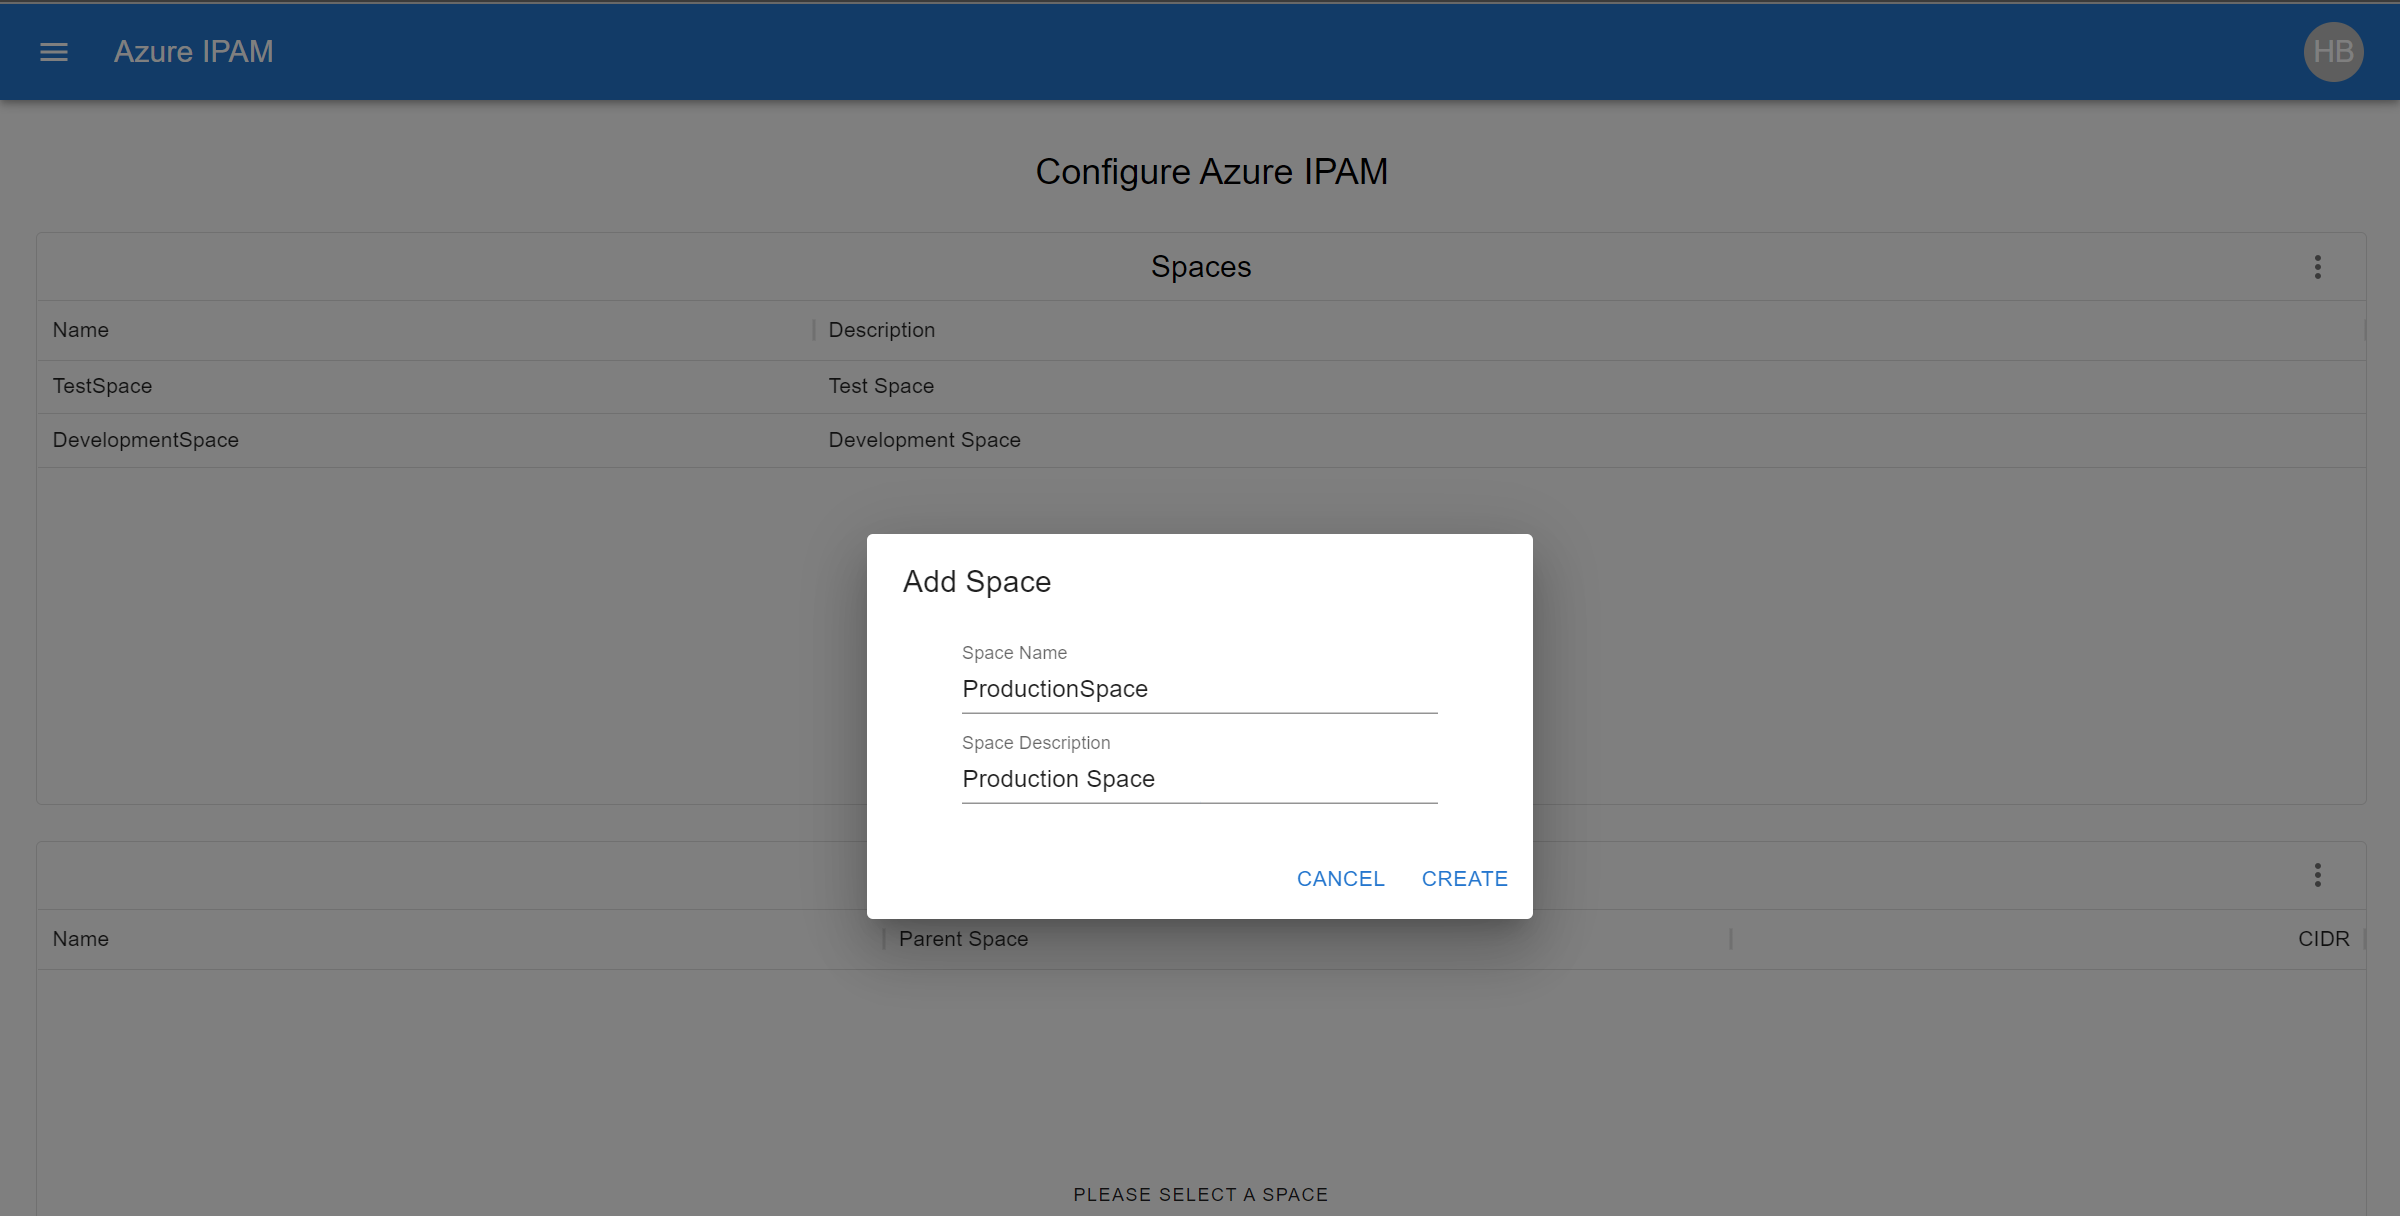 Azure IPAM
HB
Configure Azure IPAM
Spaces
Name Description
TestSpace Test Space
DevelopmentSpace Development Space
Add Space
Space Name
ProductionSpace
Space Description
Production Space
CANCEL CREATE
Name Parent Space CIDR
PLEASE SELECT A SPACE